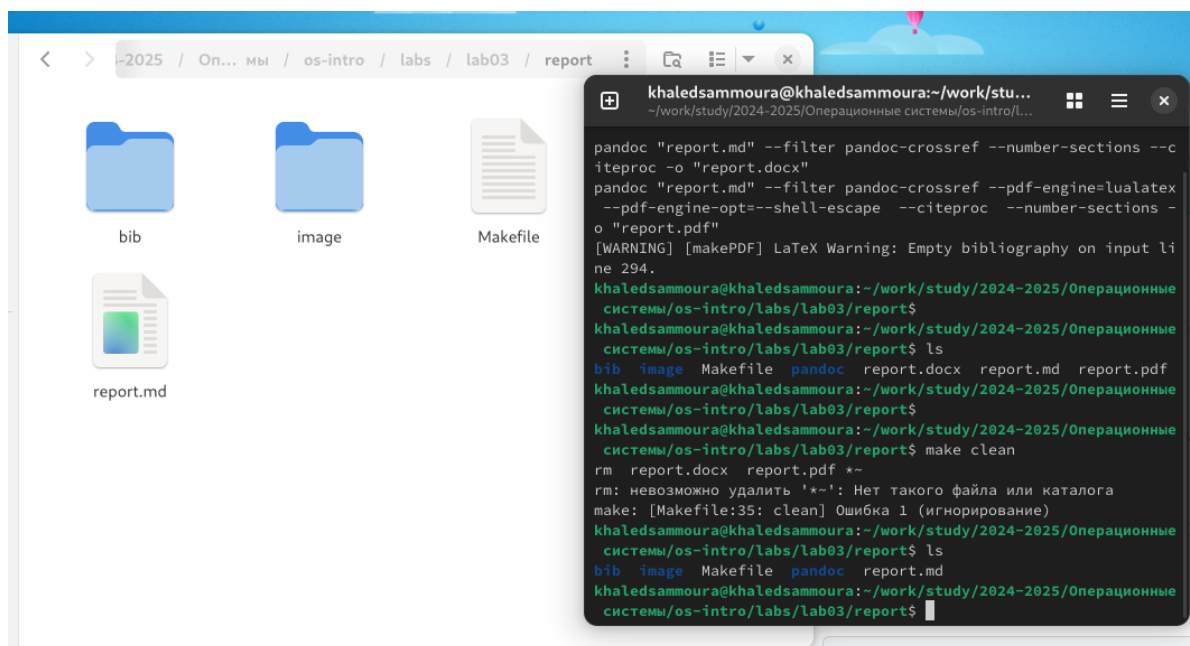 -2025 / Оп... мы / os-intro / labs / lab03 / report
bib
image
Makefile
report.md
khaledsammoura@khaledsammoura:~/work/stu...
~/work/study/2024-2025/Операционные системы/os-intro/l...
pandoc "report.md" --filter pandoc-crossref --number-sections --c
iteproc -o "report.docx"
pandoc "report.md" --filter pandoc-crossref --pdf-engine=lualatex
--pdf-engine-opt=--shell-escape --citeproc --number-sections -
o "report.pdf"
[WARNING] [makePDF] LaTeX Warning: Empty bibliography on input li
ne 294.
khaledsammoura@khaledsammoura:~/work/study/2024-2025/Операционные
системы/os-intro/labs/lab03/report$
khaledsammoura@khaledsammoura:~/work/study/2024-2025/Операционные
системы/os-intro/labs/lab03/report$ ls
bib image Makefile pandoc report.docx report.md report.pdf
khaledsammoura@khaledsammoura:~/work/study/2024-2025/Операционные
системы/os-intro/labs/lab03/report$
khaledsammoura@khaledsammoura:~/work/study/2024-2025/Операционные
системы/os-intro/labs/lab03/report$ make clean
rm report.docx report.pdf *~
rm: невозможно удалить '*~': Нет такого файла или каталога
make: [Makefile:35: clean] Ошибка 1 (игнорирование)
khaledsammoura@khaledsammoura:~/work/study/2024-2025/Операционные
системы/os-intro/labs/lab03/report$ ls
bib image Makefile pandoc report.md
khaledsammoura@khaledsammoura:~/work/study/2024-2025/Операционные
системы/os-intro/labs/lab03/report$